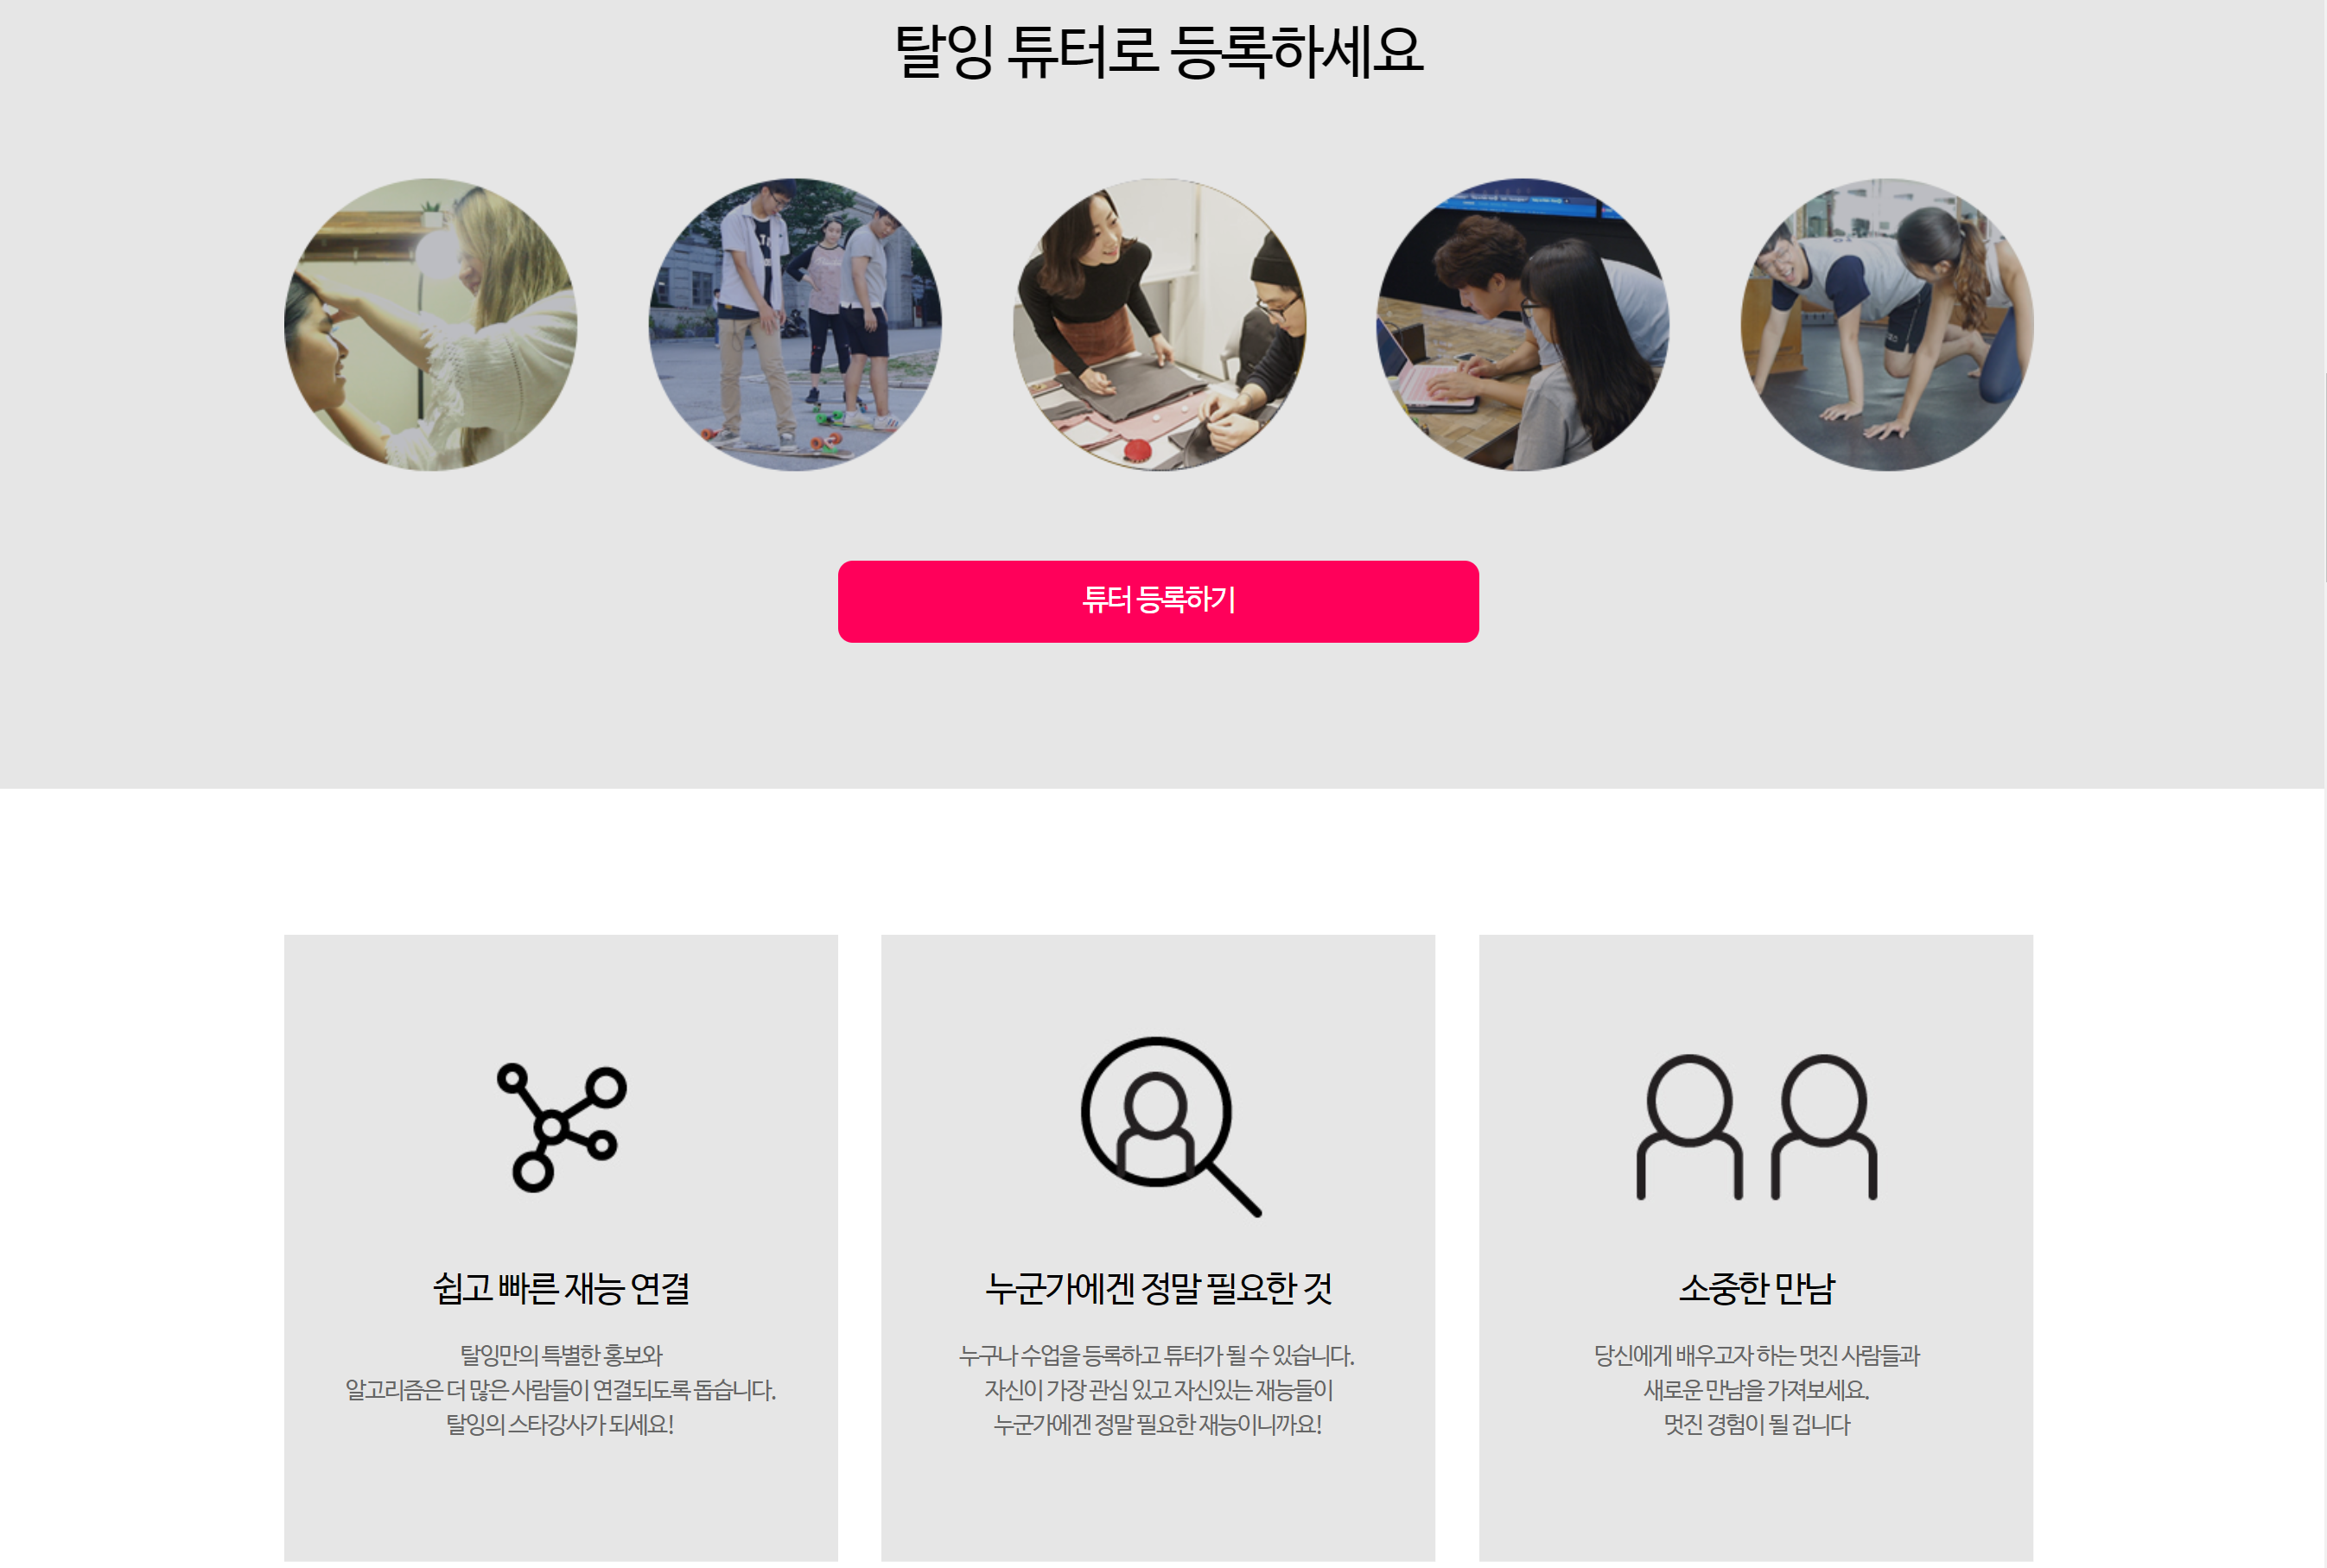 탈잉 튜터로 등록하세요
튜터 등록하기
쉽고 빠른 재능 연결
탈잉만의 특별한 홍보와
알고리즘은 더 많은 사람들이 연결되도록 돕습니다.
탈잉의 스타강사가 되세요!
누군가에겐 정말 필요한 것
누구나 수업을 등록하고 튜터가 될 수 있습니다.
자신이 가장 관심 있고 자신있는 재능들이
누군가에겐 정말 필요한 재능이니까요!
소중한 만남
당신에게 배우고자 하는 멋진 사람들과
새로운 만남을 가져보세요.
멋진 경험이 될 겁니다